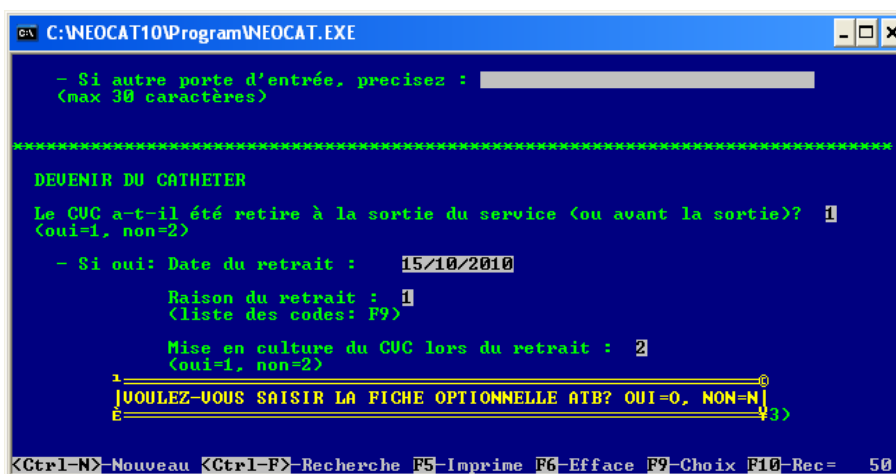 C:\NEOCAT10\Program\NEOCAT.EXE
- Si autre porte d'entrée, precisez :
(max 30 caractères)
********************************************************************************
DEVENIR DU CATHETER
Le CVC a-t-il été retire à la sortie du service (ou avant la sortie)? 1
(oui=1, non=2)
- Si oui: Date du retrait : 15/10/2010
Raison du retrait : 1
(liste des codes: F9)
Mise en culture du CVC lors du retrait : 2
(oui=1, non=2)
VOULEZ-VOUS SAISIR LA FICHE OPTIONNELLE ATB? OUI=O, NON=N
3)
<Ctrl-N>-Nouveau <Ctrl-F>-Recherche F5-Imprime F6-Efface F9-Choix F10-Rec= 50